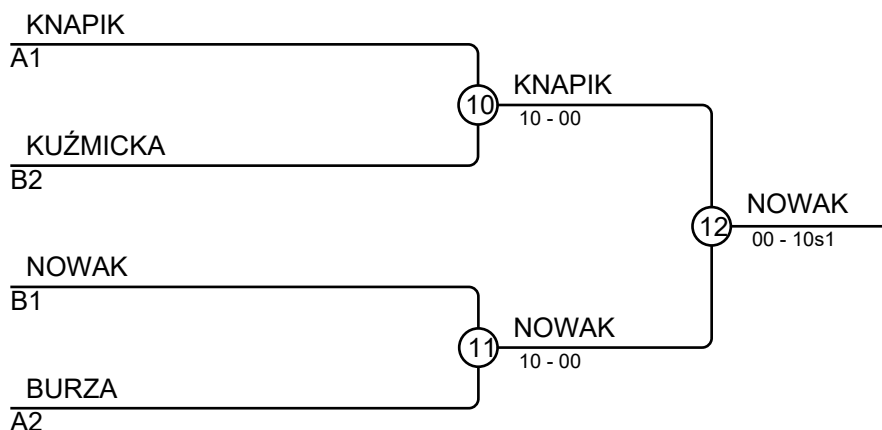 KNAPIK
A1
10
KNAPIK
10 - 00
KUŹMICKA
B2
12
NOWAK
00 - 10s1
NOWAK
B1
11
NOWAK
10 - 00
BURZA
A2